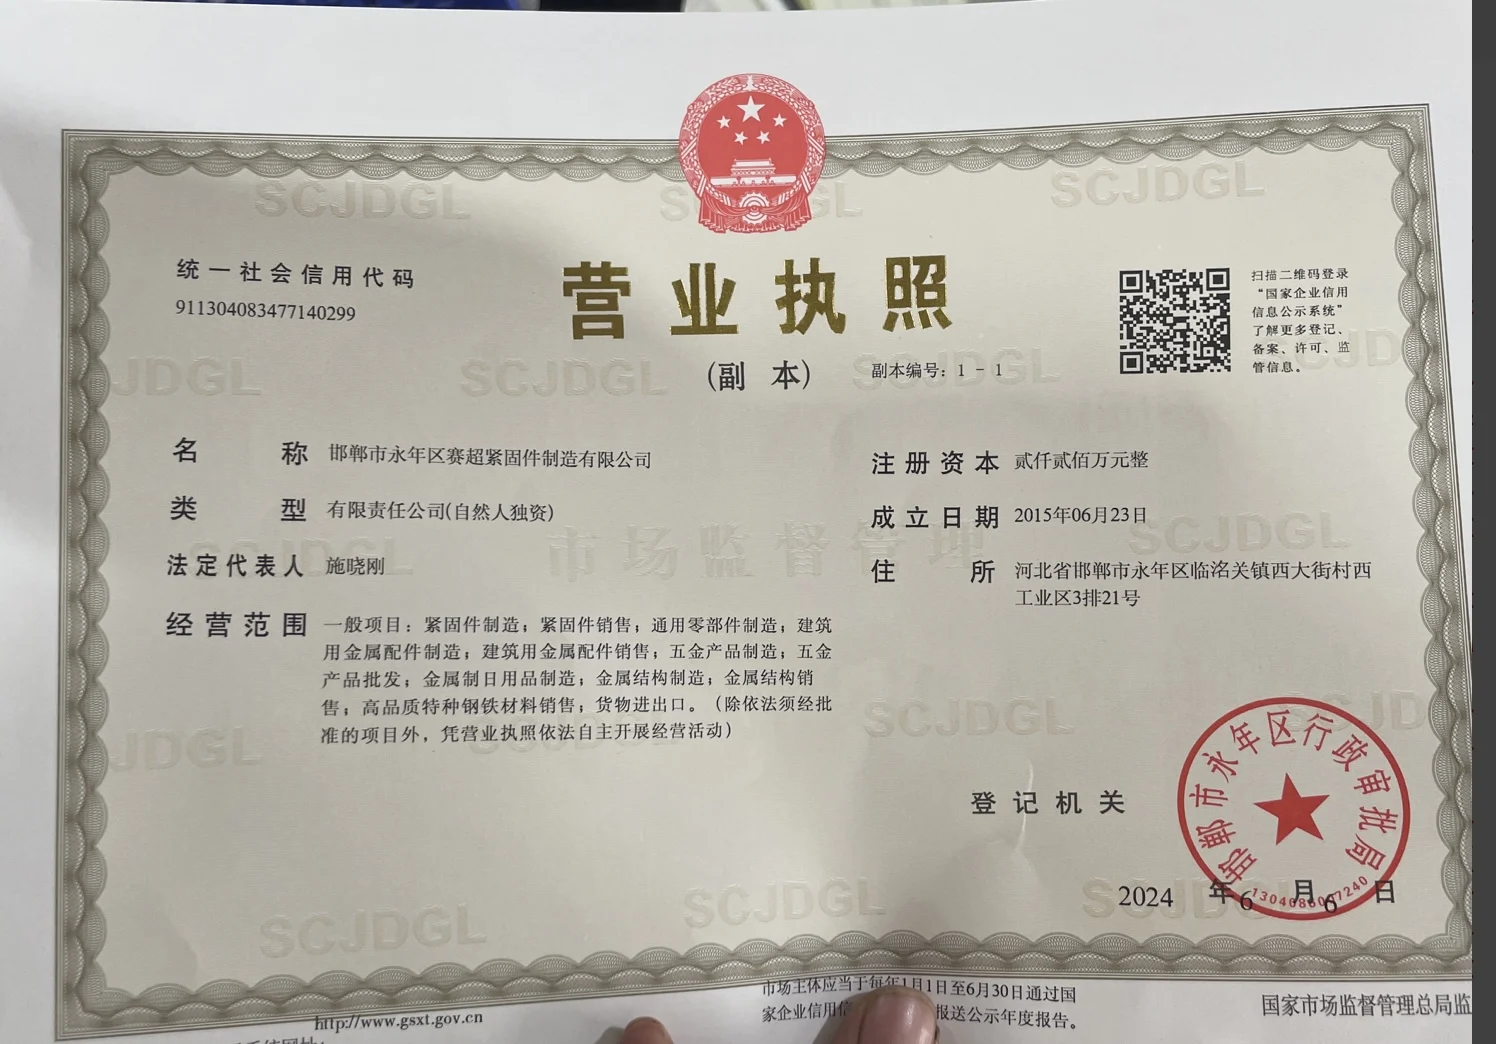 统一社会信用代码
911304083477140299
营业执照
(副 本)
副本编号：1－1
扫描二维码登录
“国家企业信用
信息公示系统”
了解更多登记、
备案、许可、监
管信息。
名 称 邯郸市永年区赛超紧固件制造有限公司
类 型 有限责任公司(自然人独资)
法定代表人 施晓刚
经营范围 一般项目：紧固件制造；紧固件销售；通用零部件制造；建筑
用金属配件制造；建筑用金属配件销售；五金产品制造；五金
产品批发；金属制日用品制造；金属结构制造；金属结构销
售；高品质特种钢铁材料销售；货物进出口。（除依法须经批
准的项目外，凭营业执照依法自主开展经营活动）
注册资本 贰仟贰佰万元整
成立日期 2015年06月23日
住 所 河北省邯郸市永年区临洺关镇西大街村西
工业区3排21号
登记机关
邯郸市永年区行政审批局
2024 年 6 月 6 日
SCJDGL
市场监督管理
http://www.gsxt.gov.cn
市场主体应当于每年1月1日至6月30日通过国
家企业信用信 报送公示年度报告。
国家市场监督管理总局监